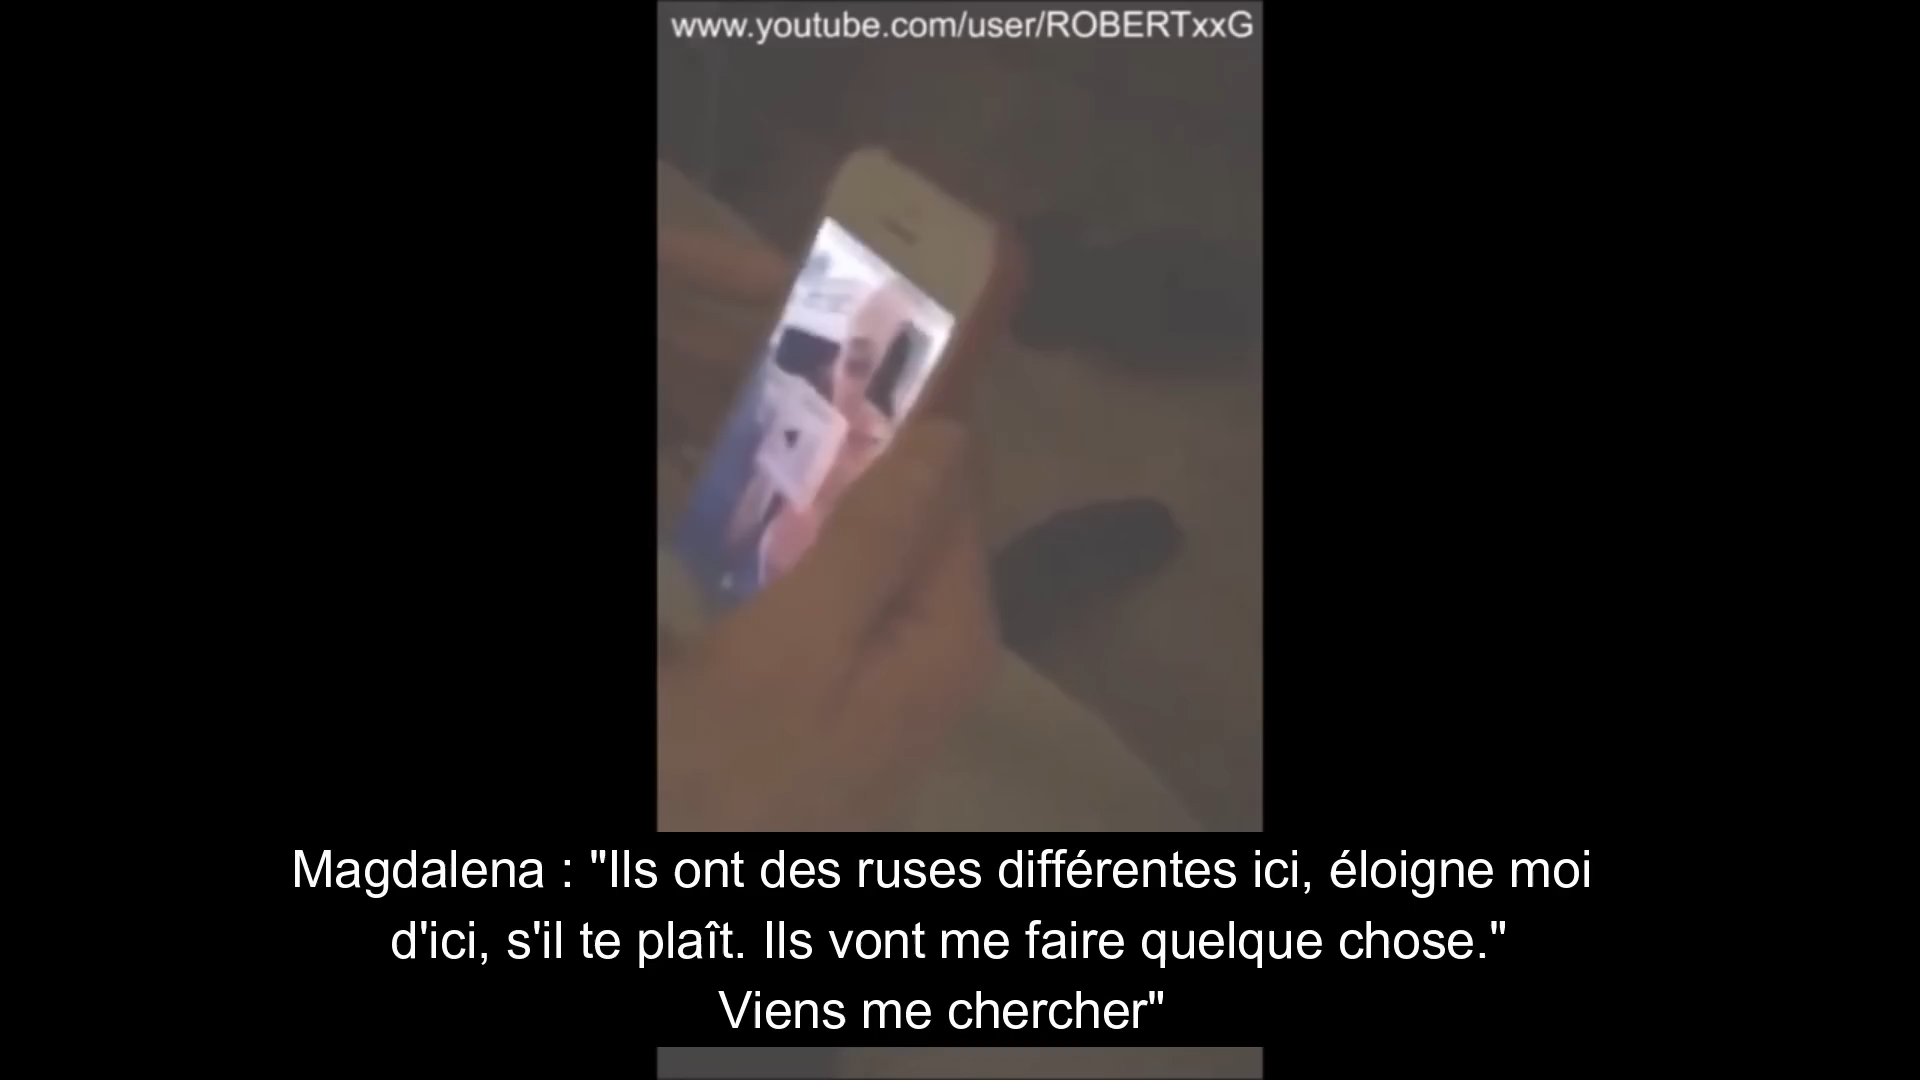 www.youtube.com/user/ROBERTxxG
Magdalena : "Ils ont des ruses différentes ici, éloigne moi
d'ici, s'il te plaît. Ils vont me faire quelque chose."
Viens me chercher"